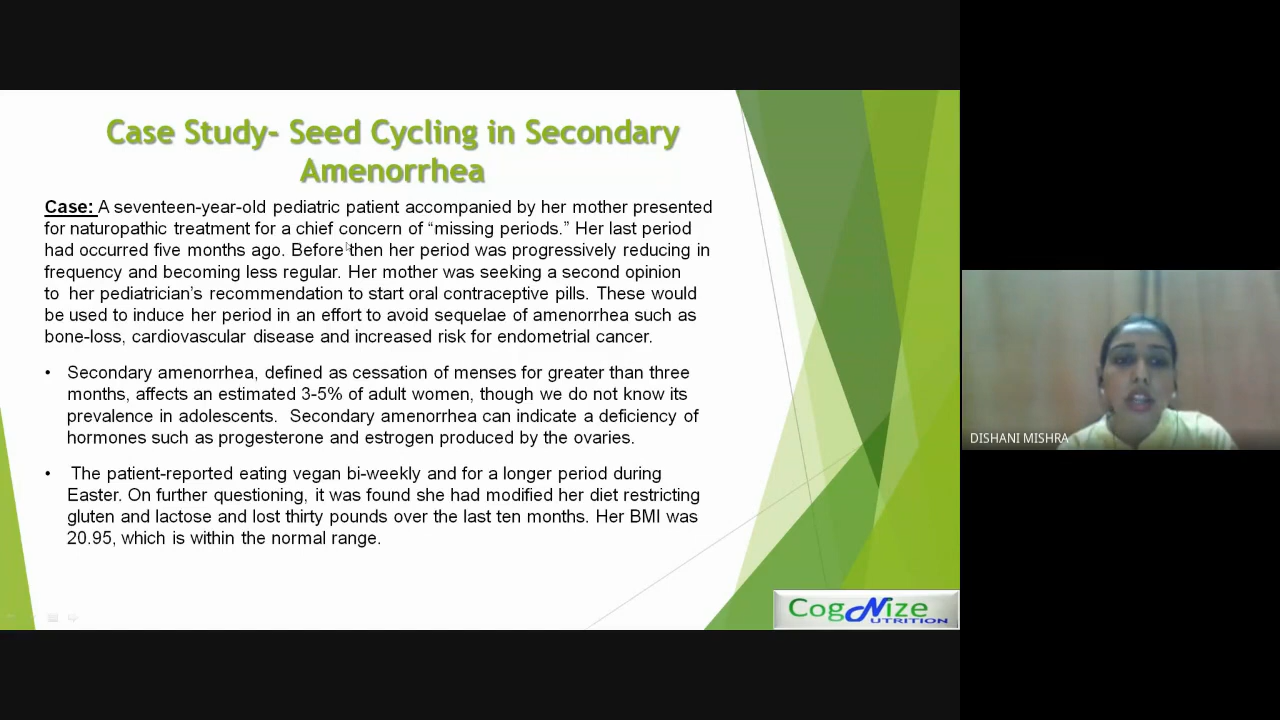 Case Study- Seed Cycling in Secondary
Amenorrhea
Case: A seventeen-year-old pediatric patient accompanied by her mother presented
for naturopathic treatment for a chief concern of “missing periods.” Her last period
had occurred five months ago. Before then her period was progressively reducing in
frequency and becoming less regular. Her mother was seeking a second opinion
to her pediatrician’s recommendation to start oral contraceptive pills. These would
be used to induce her period in an effort to avoid sequelae of amenorrhea such as
bone-loss, cardiovascular disease and increased risk for endometrial cancer.
• Secondary amenorrhea, defined as cessation of menses for greater than three
months, affects an estimated 3-5% of adult women, though we do not know its
prevalence in adolescents. Secondary amenorrhea can indicate a deficiency of
hormones such as progesterone and estrogen produced by the ovaries.
• The patient-reported eating vegan bi-weekly and for a longer period during
Easter. On further questioning, it was found she had modified her diet restricting
gluten and lactose and lost thirty pounds over the last ten months. Her BMI was
20.95, which is within the normal range.
CogNize
UTRITION
DISHANI MISHRA